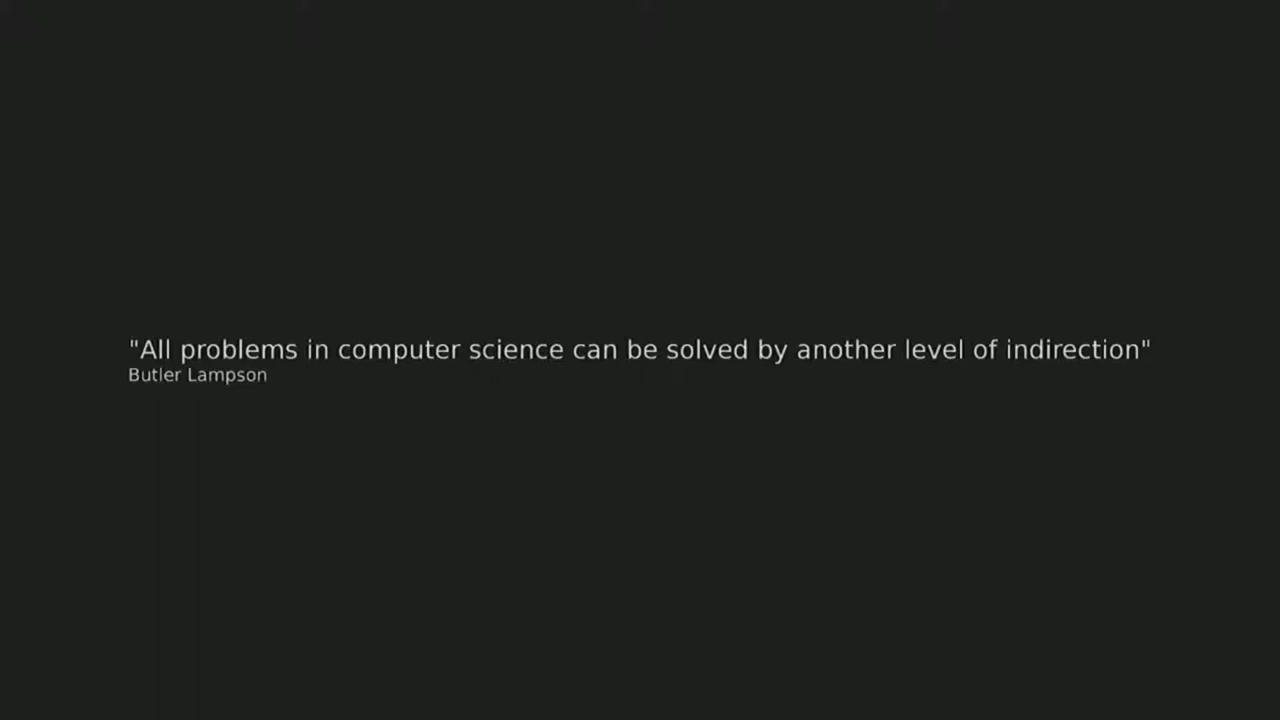 "All problems in computer science can be solved by another level of indirection"
Butler Lampson